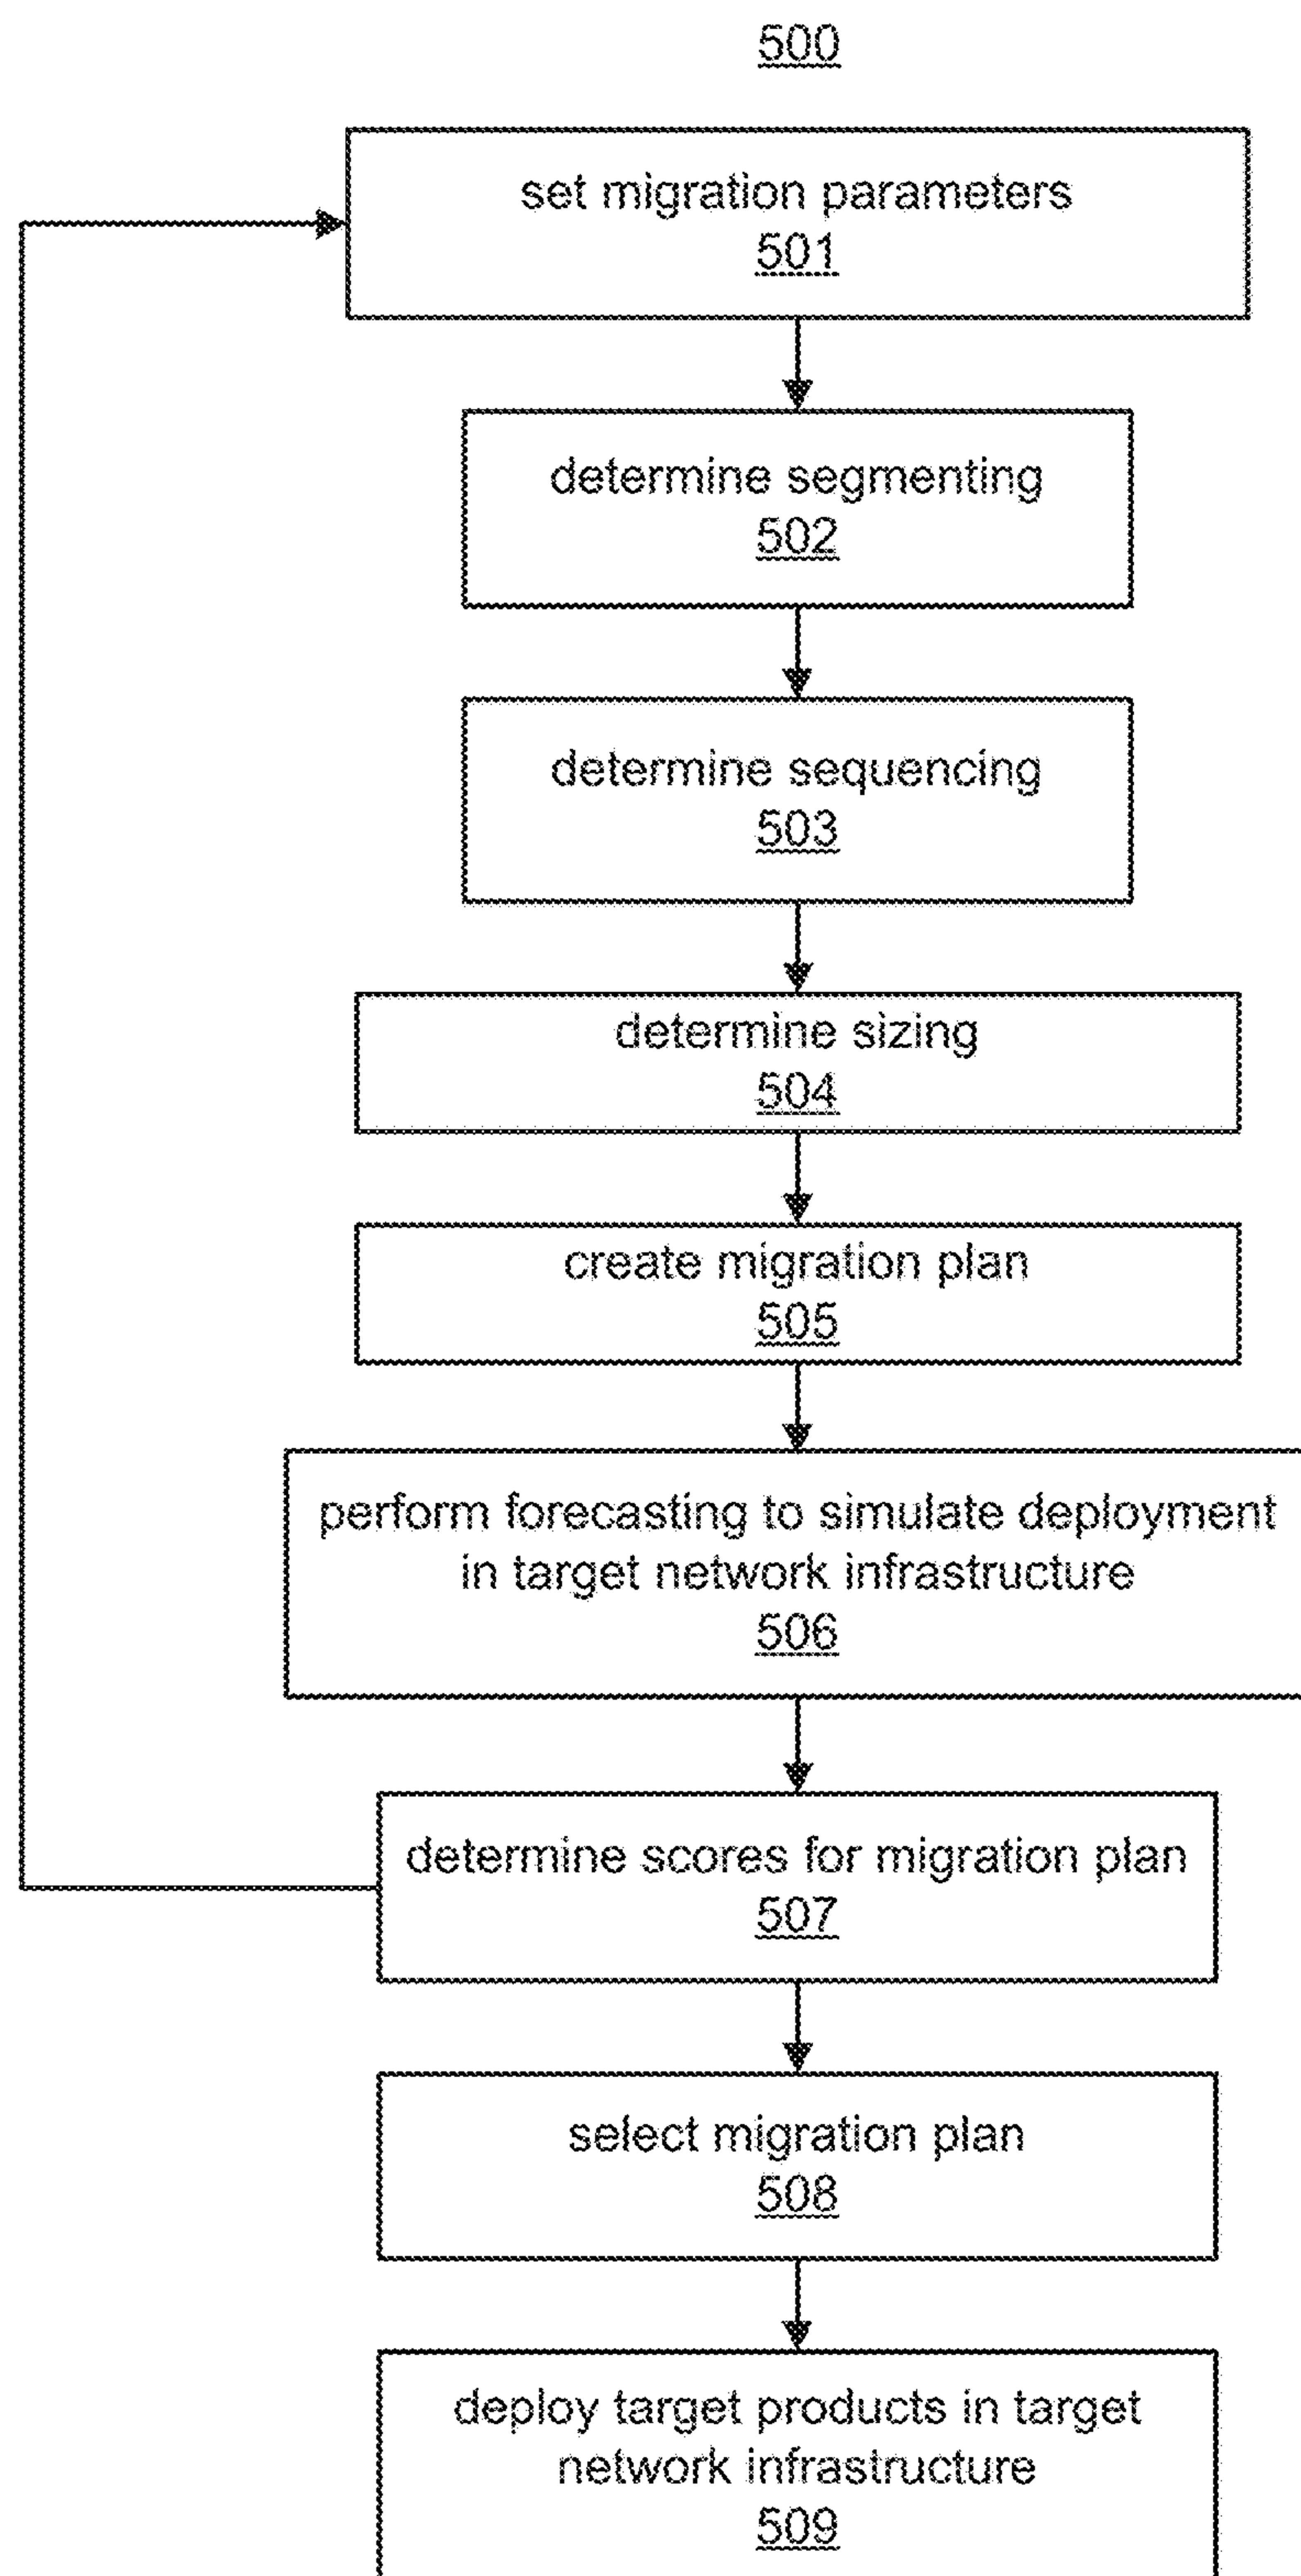 500
set migration parameters
501
determine segmenting
502
determine sequencing
503
determine sizing
504
create migration plan
505
perform forecasting to simulate deployment
in target network infrastructure
506
determine scores for migration plan
507
select migration plan
508
deploy target products in target
network infrastructure
509